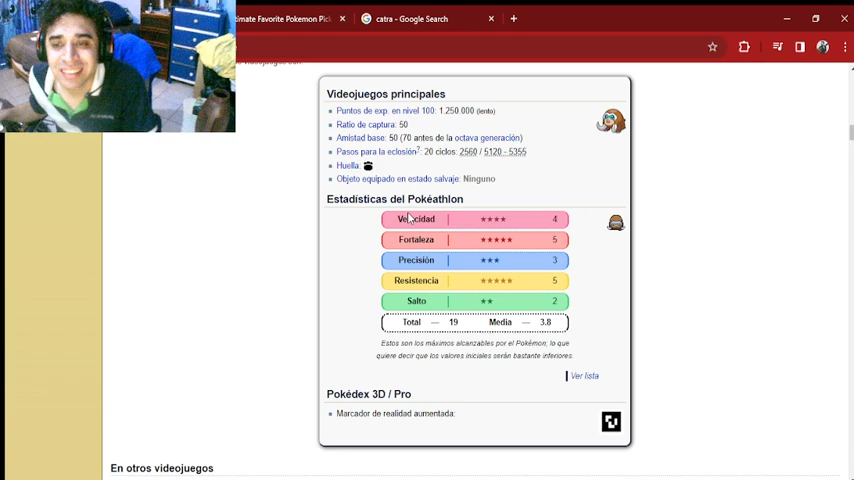 timate Favorite Pokemon Pick
catra - Google Search
Videojuegos principales
Puntos de exp. en nivel 100: 1.250.000 (lento)
Ratio de captura: 50
Amistad base: 50 (70 antes de la octava generación)
Pasos para la eclosión?: 20 ciclos: 2560 / 5120 - 5355
Huella:
Objeto equipado en estado salvaje: Ninguno
Estadísticas del Pokéathlon
Velocidad | ★★★★ 4
Fortaleza | ★★★★★ 5
Precisión | ★★★ 3
Resistencia | ★★★★★ 5
Salto | ★★ 2
Total — 19 Media — 3.8
Estos son los máximos alcanzables por el Pokémon; lo que
quiere decir que los valores iniciales serán bastante inferiores.
Ver lista
Pokédex 3D / Pro
Marcador de realidad aumentada:
En otros videojuegos